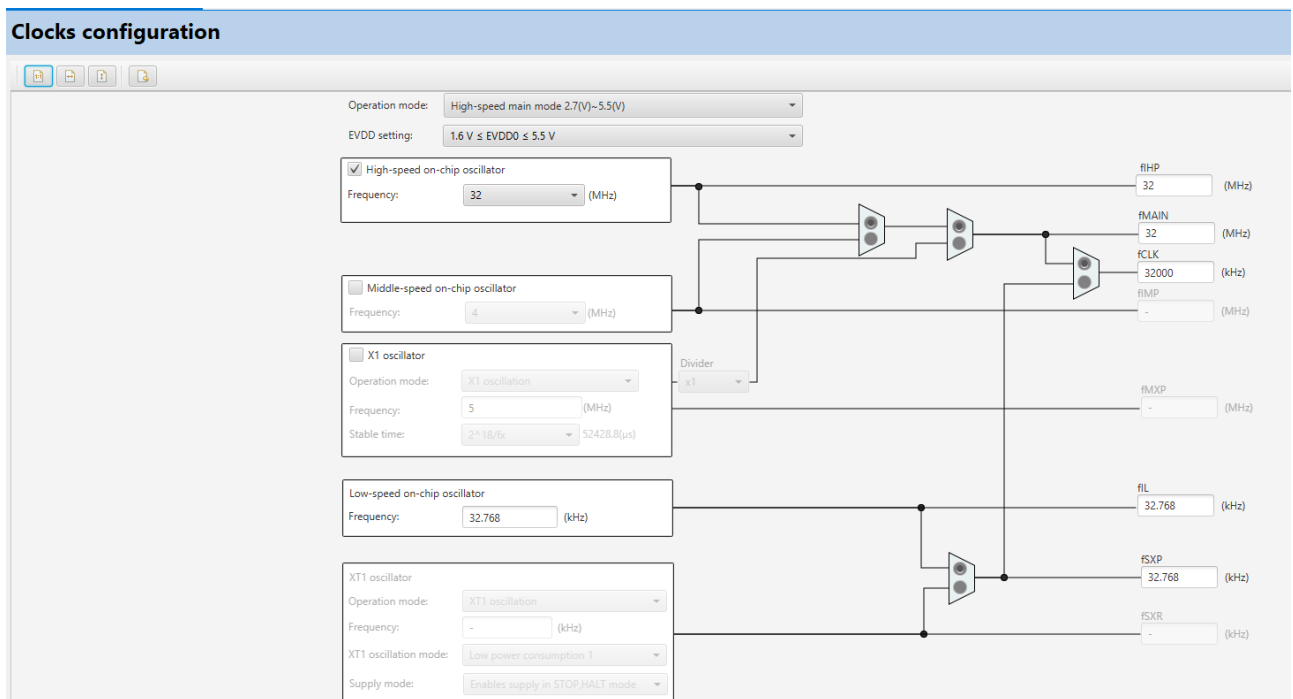 Clocks configuration
Operation mode: High-speed main mode 2.7(V)~5.5(V)
EVDD setting: 1.6 V ≤ EVDD0 ≤ 5.5 V
High-speed on-chip oscillator
Frequency: 32 (MHz)
fIHP
32 (MHz)
fMAIN
32 (MHz)
fCLK
32000 (kHz)
Middle-speed on-chip oscillator
Frequency: 4 (MHz)
fIMP
- (MHz)
X1 oscillator
Operation mode: X1 oscillation
Frequency: 5 (MHz)
Stable time: 2^18/fx 52428.8(μs)
Divider
x1
fMXP
- (MHz)
Low-speed on-chip oscillator
Frequency: 32.768 (kHz)
fIL
32.768 (kHz)
fSXP
32.768 (kHz)
XT1 oscillator
Operation mode: XT1 oscillation
Frequency: - (kHz)
XT1 oscillation mode: Low power consumption 1
Supply mode: Enables supply in STOP,HALT mode
fSXR
- (kHz)